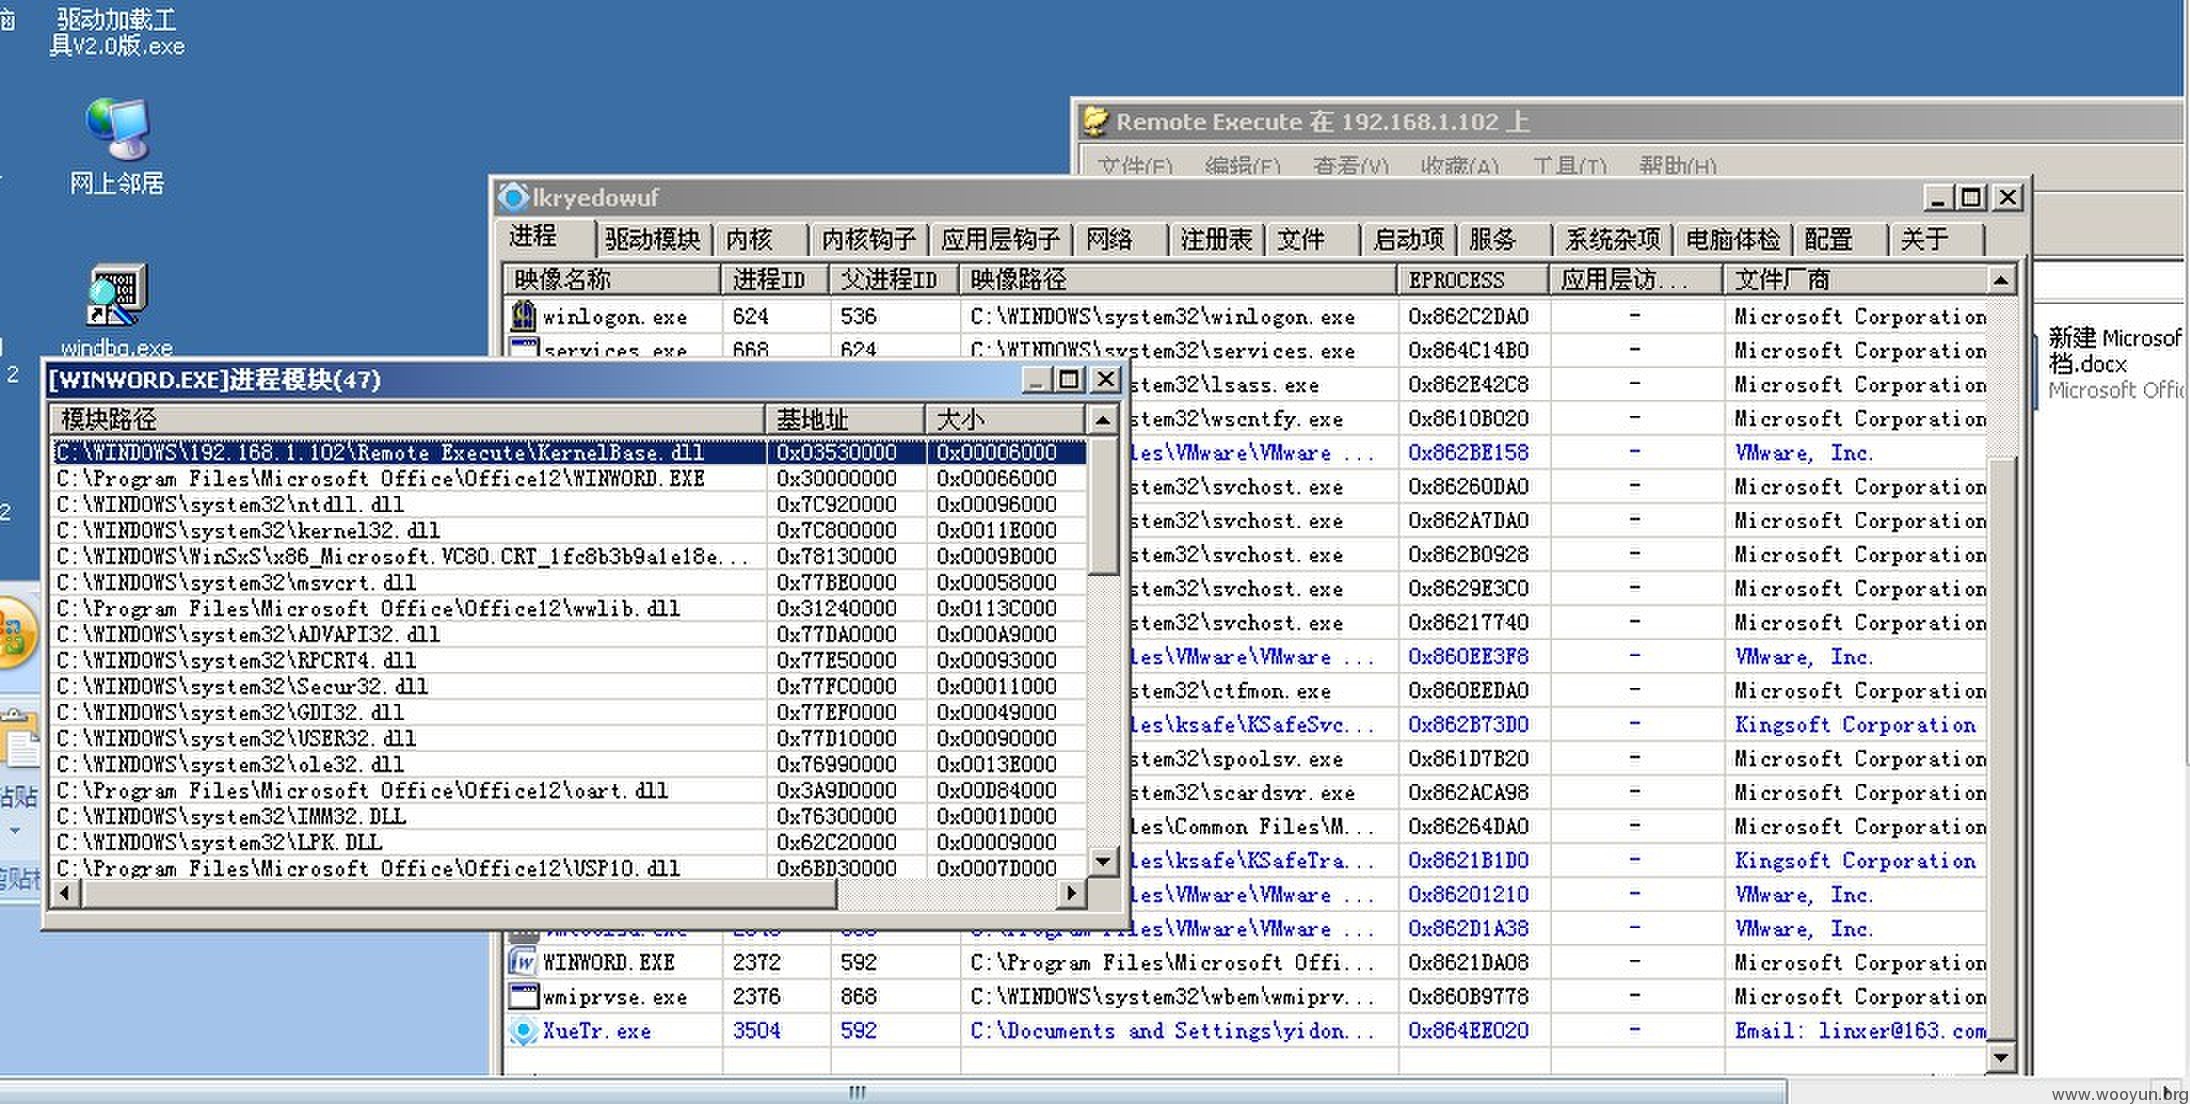 驱动加载工
具V2.0版.exe
网上邻居
windbg.exe
2
2
Remote Execute 在 192.168.1.102 上
文件(F) 编辑(E) 查看(V) 收藏(A) 工具(T) 帮助(H)
lkryedowuf
进程 驱动模块 内核 内核钩子 应用层钩子 网络 注册表 文件 启动项 服务 系统杂项 电脑体检 配置 关于
映像名称 进程ID 父进程ID 映像路径 EPROCESS 应用层访... 文件厂商
winlogon.exe 624 536 C:\WINDOWS\system32\winlogon.exe 0x862C2DA0 - Microsoft Corporation
services.exe 668 624 C:\WINDOWS\system32\services.exe 0x864C14B0 - Microsoft Corporation
stem32\lsass.exe 0x862E42C8 - Microsoft Corporation
stem32\wscntfy.exe 0x8610B020 - Microsoft Corporation
les\VMware\VMware ... 0x862BE158 - VMware, Inc.
stem32\svchost.exe 0x86260DA0 - Microsoft Corporation
stem32\svchost.exe 0x862A7DA0 - Microsoft Corporation
stem32\svchost.exe 0x862B0928 - Microsoft Corporation
stem32\svchost.exe 0x8629E3C0 - Microsoft Corporation
stem32\svchost.exe 0x86217740 - Microsoft Corporation
les\VMware\VMware ... 0x860EE3F8 - VMware, Inc.
stem32\ctfmon.exe 0x860EEDA0 - Microsoft Corporation
les\ksafe\KSafeSvc... 0x862B73D0 - Kingsoft Corporation
stem32\spoolsv.exe 0x861D7B20 - Microsoft Corporation
stem32\scardsvr.exe 0x862ACA98 - Microsoft Corporation
les\Common Files\M... 0x86264DA0 - Microsoft Corporation
les\ksafe\KSafeTra... 0x8621B1D0 - Kingsoft Corporation
les\VMware\VMware ... 0x86201210 - VMware, Inc.
les\VMware\VMware ... 0x862D1A38 - VMware, Inc.
WINWORD.EXE 2372 592 C:\Program Files\Microsoft Offi... 0x8621DA08 - Microsoft Corporation
wmiprvse.exe 2376 868 C:\WINDOWS\system32\wbem\wmiprv... 0x860B9778 - Microsoft Corporation
XueTr.exe 3504 592 C:\Documents and Settings\yidon... 0x864EE020 - Email: linxer@163.com
[WINWORD.EXE]进程模块(47)
模块路径 基地址 大小
C:\WINDOWS\192.168.1.102\Remote Execute\KernelBase.dll 0x03530000 0x00006000
C:\Program Files\Microsoft Office\Office12\WINWORD.EXE 0x30000000 0x00066000
C:\WINDOWS\system32\ntdll.dll 0x7C920000 0x00096000
C:\WINDOWS\system32\kernel32.dll 0x7C800000 0x0011E000
C:\WINDOWS\WinSxS\x86_Microsoft.VC80.CRT_1fc8b3b9a1e18e... 0x78130000 0x0009B000
C:\WINDOWS\system32\msvcrt.dll 0x77BE0000 0x00058000
C:\Program Files\Microsoft Office\Office12\wwlib.dll 0x31240000 0x0113C000
C:\WINDOWS\system32\ADVAPI32.dll 0x77DA0000 0x000A9000
C:\WINDOWS\system32\RPCRT4.dll 0x77E50000 0x00093000
C:\WINDOWS\system32\Secur32.dll 0x77FC0000 0x00011000
C:\WINDOWS\system32\GDI32.dll 0x77EF0000 0x00049000
C:\WINDOWS\system32\USER32.dll 0x77D10000 0x00090000
C:\WINDOWS\system32\ole32.dll 0x76990000 0x0013E000
C:\Program Files\Microsoft Office\Office12\oart.dll 0x3A9D0000 0x00D84000
C:\WINDOWS\system32\IMM32.DLL 0x76300000 0x0001D000
C:\WINDOWS\system32\LPK.DLL 0x62C20000 0x00009000
C:\Program Files\Microsoft Office\Office12\USP10.dll 0x6BD30000 0x0007D000
新建 Microsof
档.docx
Microsoft Offic
粘贴
剪贴板
www.wooyun.org